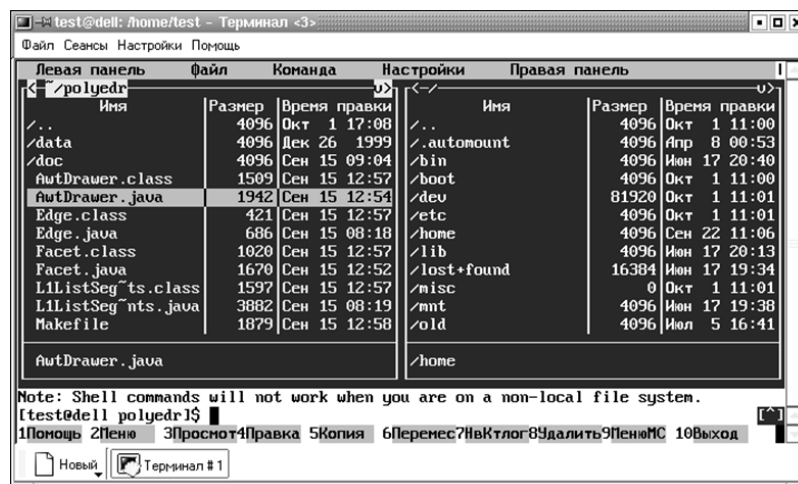 test@dell: /home/test - Терминал <3>
Файл Сеансы Настройки Помощь
Левая панель Файл Команда Настройки Правая панель
<-~/polyedr v> <-/ v>
Имя |Размер |Время правки Имя |Размер |Время правки
/.. 4096|Окт 1 17:08 /.. 4096|Окт 1 11:00
/data 4096|Дек 26 1999 /.automount 4096|Апр 8 00:53
/doc 4096|Сен 15 09:04 /bin 4096|Июн 17 20:40
AwtDrawer.class 1509|Сен 15 12:57 /boot 4096|Окт 1 11:00
AwtDrawer.java 1942|Сен 15 12:54 /dev 81920|Окт 1 11:01
Edge.class 421|Сен 15 12:57 /etc 4096|Окт 1 11:01
Edge.java 686|Сен 15 08:18 /home 4096|Сен 22 11:06
Facet.class 1020|Сен 15 12:57 /lib 4096|Июн 17 20:13
Facet.java 1670|Сен 15 12:52 /lost+found 16384|Июн 17 19:34
L1ListSeg~ts.class 1597|Сен 15 12:57 /misc 0|Окт 1 11:01
L1ListSeg~nts.java 3882|Сен 15 08:19 /mnt 4096|Июн 17 19:38
Makefile 1879|Сен 15 12:58 /old 4096|Июл 5 16:41
AwtDrawer.java /home
Note: Shell commands will not work when you are on a non-local file system.
[test@dell polyedr]$ [^]
1Помощь 2Меню 3Просмот4Правка 5Копия 6Перемес7НвКтлог8Удалить9МенюМС 10Выход
Новый Терминал # 1